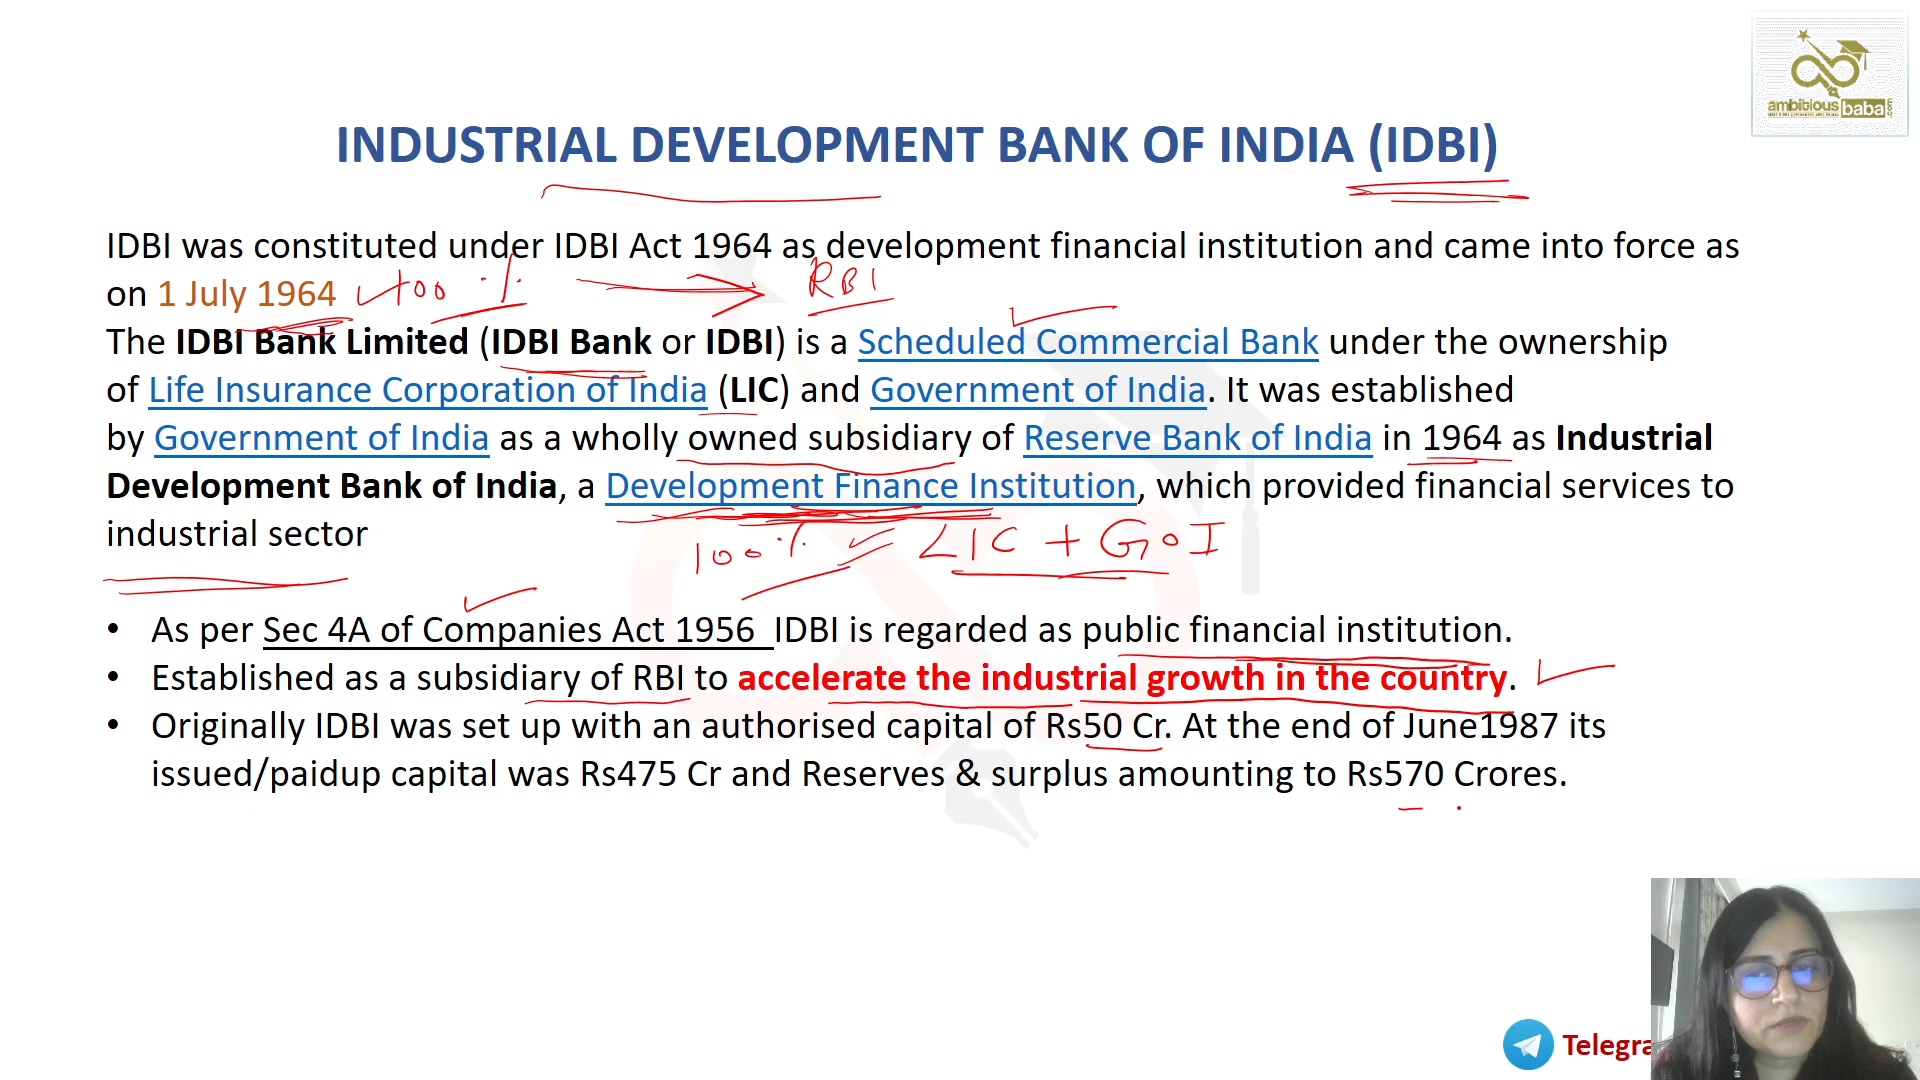 ambitious baba
INDUSTRIAL DEVELOPMENT BANK OF INDIA (IDBI)
IDBI was constituted under IDBI Act 1964 as development financial institution and came into force as
on 1 July 1964 100 % RBI
The IDBI Bank Limited (IDBI Bank or IDBI) is a Scheduled Commercial Bank under the ownership
of Life Insurance Corporation of India (LIC) and Government of India. It was established
by Government of India as a wholly owned subsidiary of Reserve Bank of India in 1964 as Industrial
Development Bank of India, a Development Finance Institution, which provided financial services to
industrial sector
100 % LIC + GoI
• As per Sec 4A of Companies Act 1956 IDBI is regarded as public financial institution.
• Established as a subsidiary of RBI to accelerate the industrial growth in the country.
• Originally IDBI was set up with an authorised capital of Rs50 Cr. At the end of June1987 its
issued/paidup capital was Rs475 Cr and Reserves & surplus amounting to Rs570 Crores.
Telegra